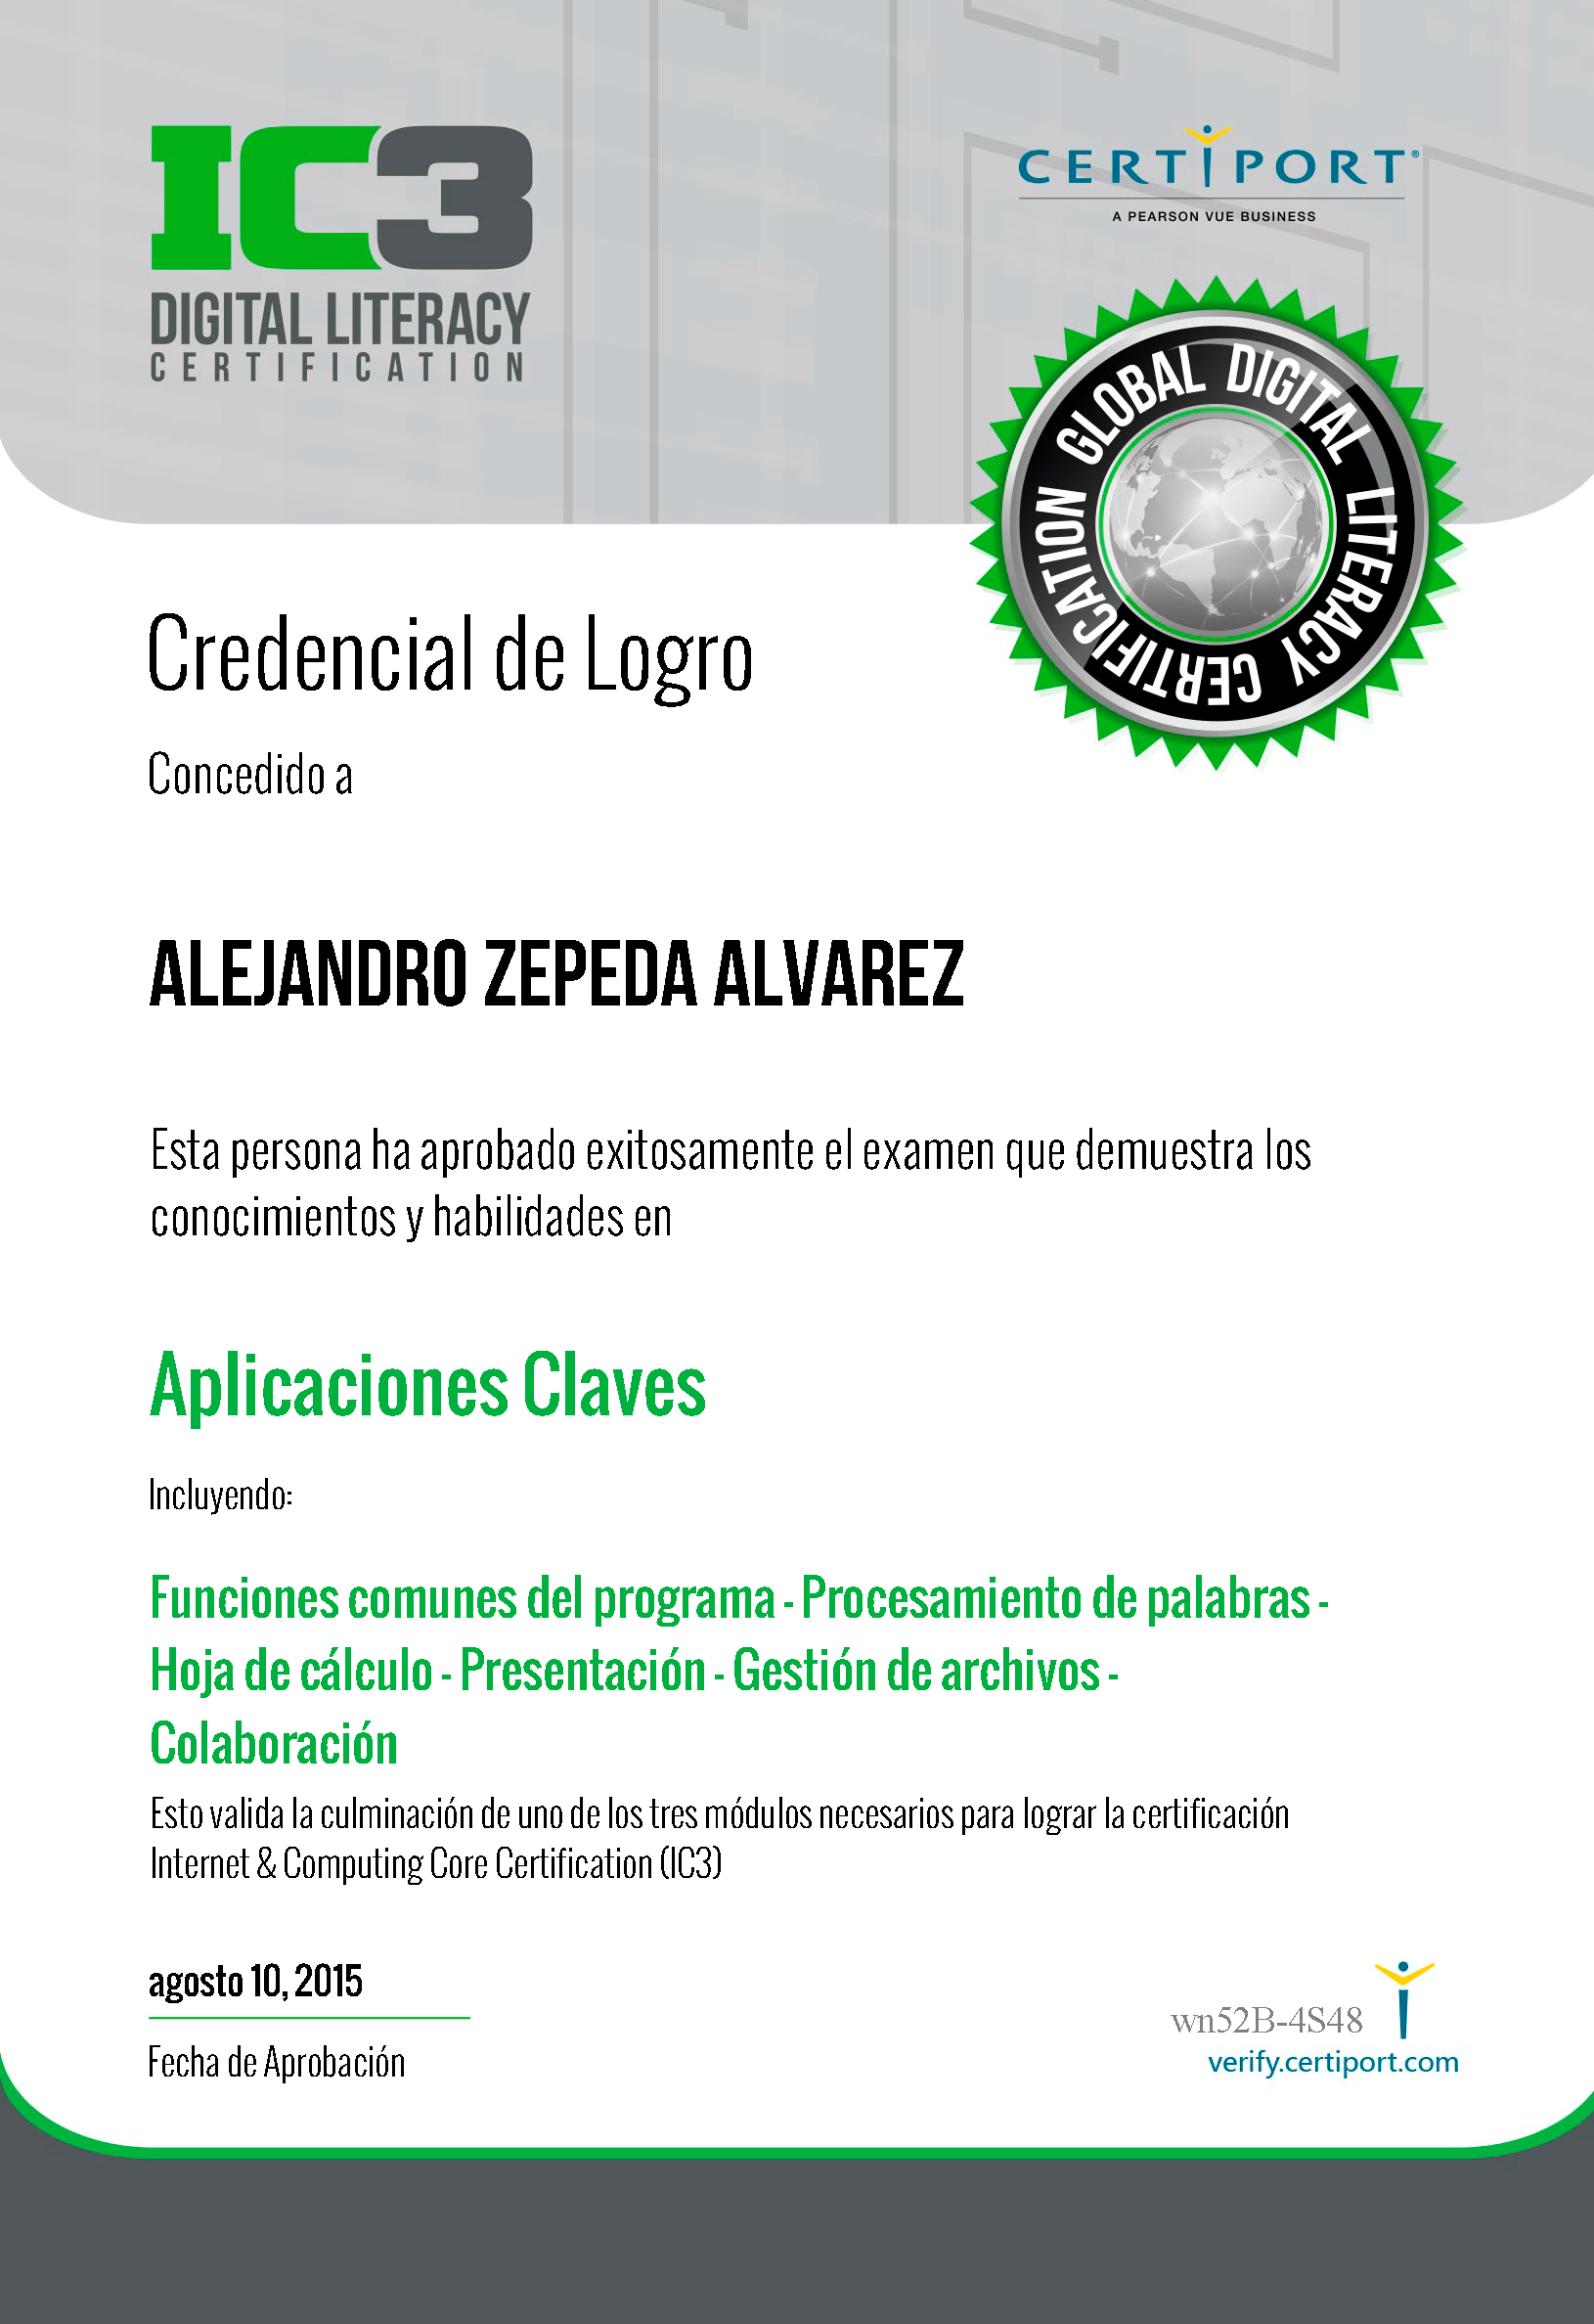 IC3
DIGITAL LITERACY
CERTIFICATION
CERTIPORT®
A PEARSON VUE BUSINESS
GLOBAL DIGITAL LITERACY CERTIFICATION
Credencial de Logro
Concedido a
ALEJANDRO ZEPEDA ALVAREZ
Esta persona ha aprobado exitosamente el examen que demuestra los
conocimientos y habilidades en
Aplicaciones Claves
Incluyendo:
Funciones comunes del programa - Procesamiento de palabras -
Hoja de cálculo - Presentación - Gestión de archivos -
Colaboración
Esto valida la culminación de uno de los tres módulos necesarios para lograr la certificación
Internet & Computing Core Certification (IC3)
agosto 10, 2015
Fecha de Aprobación
wn52B-4S48
verify.certiport.com